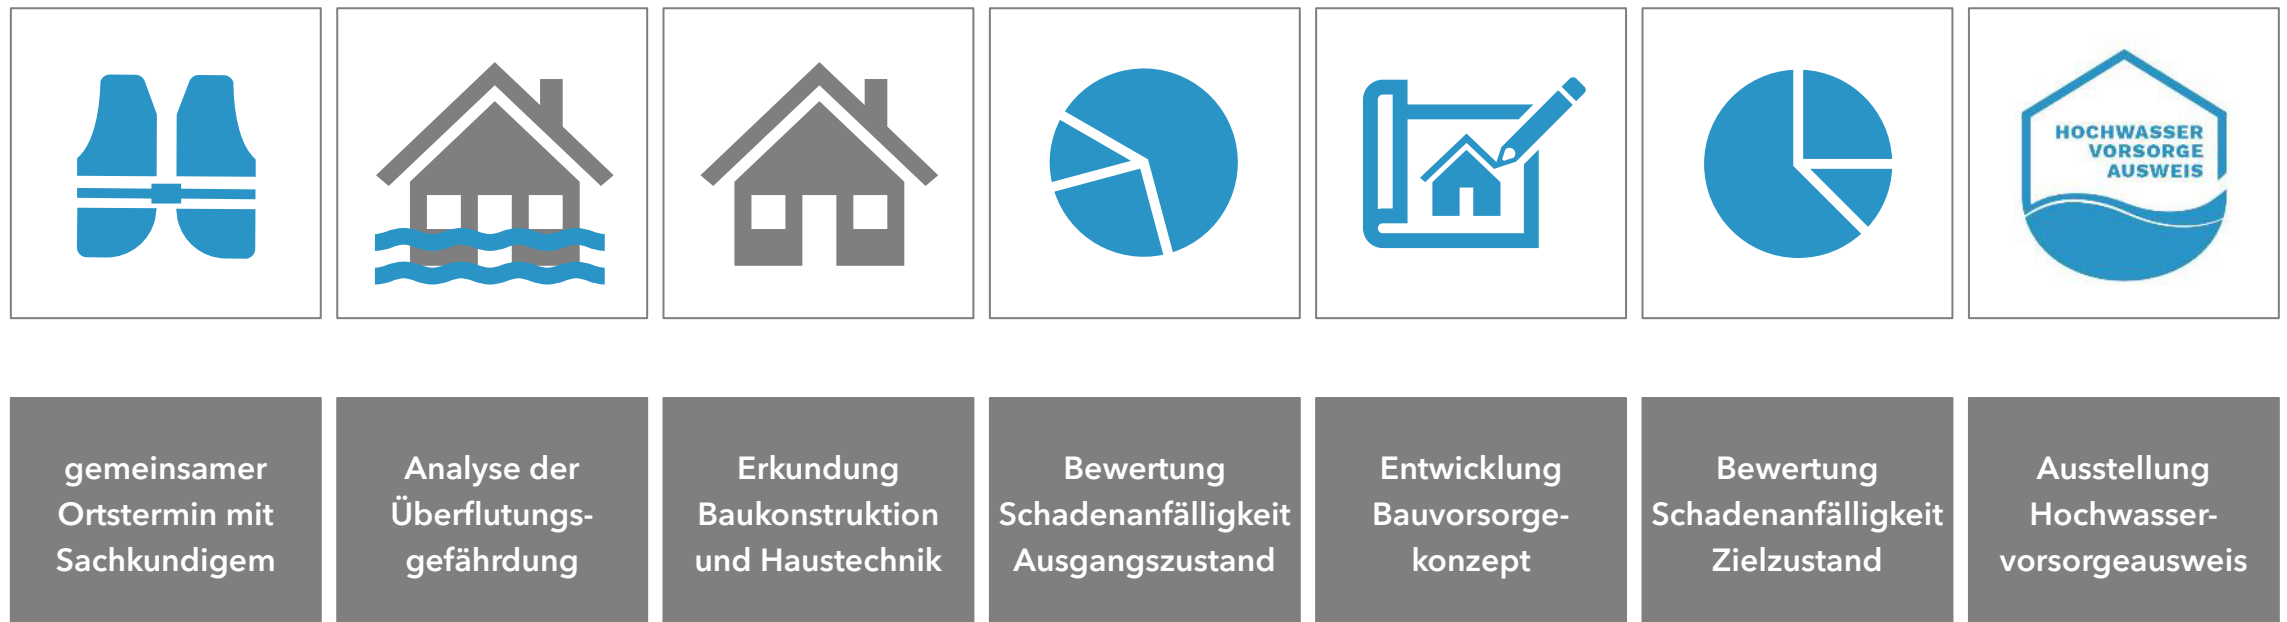 HOCHWASSER
VORSORGE
AUSWEIS
gemeinsamer
Ortstermin mit
Sachkundigem
Analyse der
Überflutungs-
gefährdung
Erkundung
Baukonstruktion
und Haustechnik
Bewertung
Schadenanfälligkeit
Ausgangszustand
Entwicklung
Bauvorsorge-
konzept
Bewertung
Schadenanfälligkeit
Zielzustand
Ausstellung
Hochwasser-
vorsorgeausweis